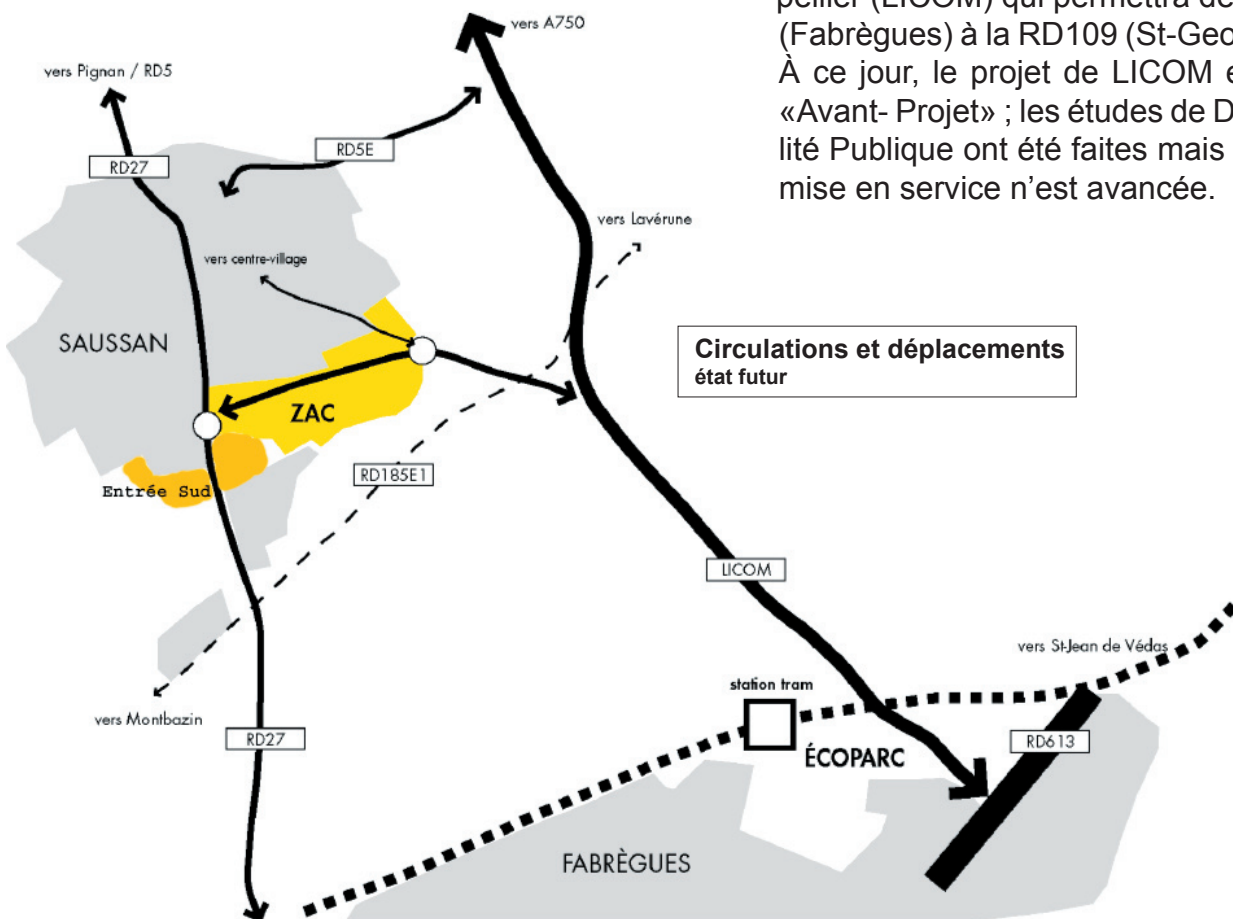 pellier (LICOM) qui permettra de
(Fabrègues) à la RD109 (St-Geo
À ce jour, le projet de LICOM e
«Avant- Projet» ; les études de D
lité Publique ont été faites mais
mise en service n’est avancée.
vers A750
vers Pignan / RD5
RD5E
RD27
vers Lavérune
vers centre-village
SAUSSAN
Circulations et déplacements
état futur
ZAC
RD185E1
Entrée Sud
LICOM
vers St-Jean de Védas
station tram
vers Montbazin
RD27
RD613
ÉCOPARC
FABRÈGUES